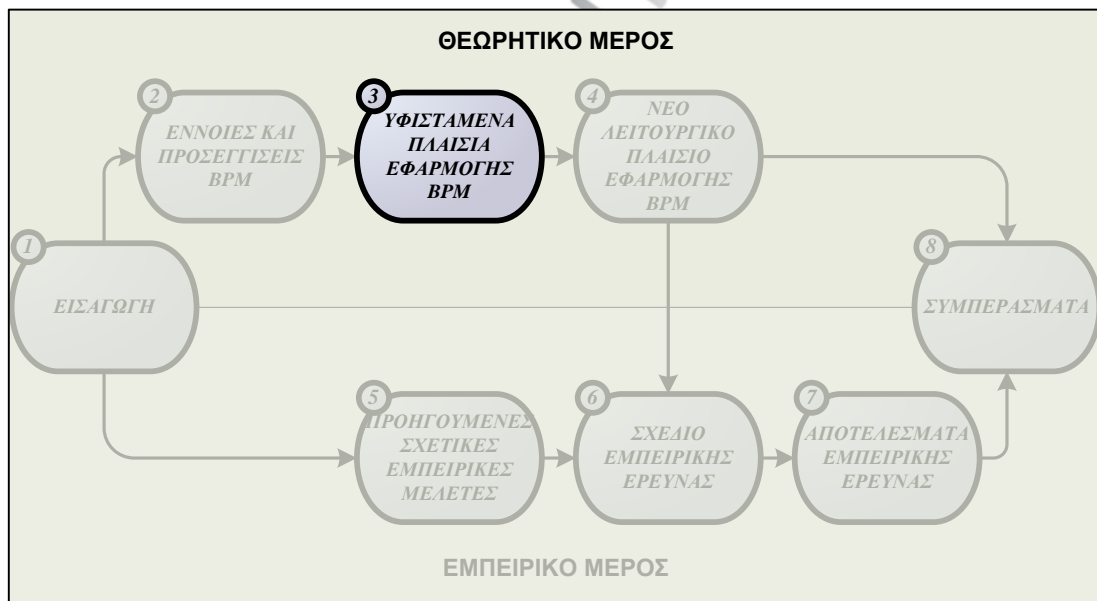 ΘΕΩΡΗΤΙΚΟ ΜΕΡΟΣ
2
ΕΝΝΟΙΕΣ ΚΑΙ
ΠΡΟΣΕΓΓΙΣΕΙΣ
BPM
3
ΥΦΙΣΤΑΜΕΝΑ
ΠΛΑΙΣΙΑ
ΕΦΑΡΜΟΓΗΣ
BPM
4
ΝΕΟ
ΛΕΙΤΟΥΡΓΙΚΟ
ΠΛΑΙΣΙΟ
ΕΦΑΡΜΟΓΗΣ
BPM
1
ΕΙΣΑΓΩΓΗ
8
ΣΥΜΠΕΡΑΣΜΑΤΑ
5
ΠΡΟΗΓΟΥΜΕΝΕΣ
ΣΧΕΤΙΚΕΣ
ΕΜΠΕΙΡΙΚΕΣ
ΜΕΛΕΤΕΣ
6
ΣΧΕΔΙΟ
ΕΜΠΕΙΡΙΚΗΣ
ΕΡΕΥΝΑΣ
7
ΑΠΟΤΕΛΕΣΜΑΤΑ
ΕΜΠΕΙΡΙΚΗΣ
ΕΡΕΥΝΑΣ
ΕΜΠΕΙΡΙΚΟ ΜΕΡΟΣ